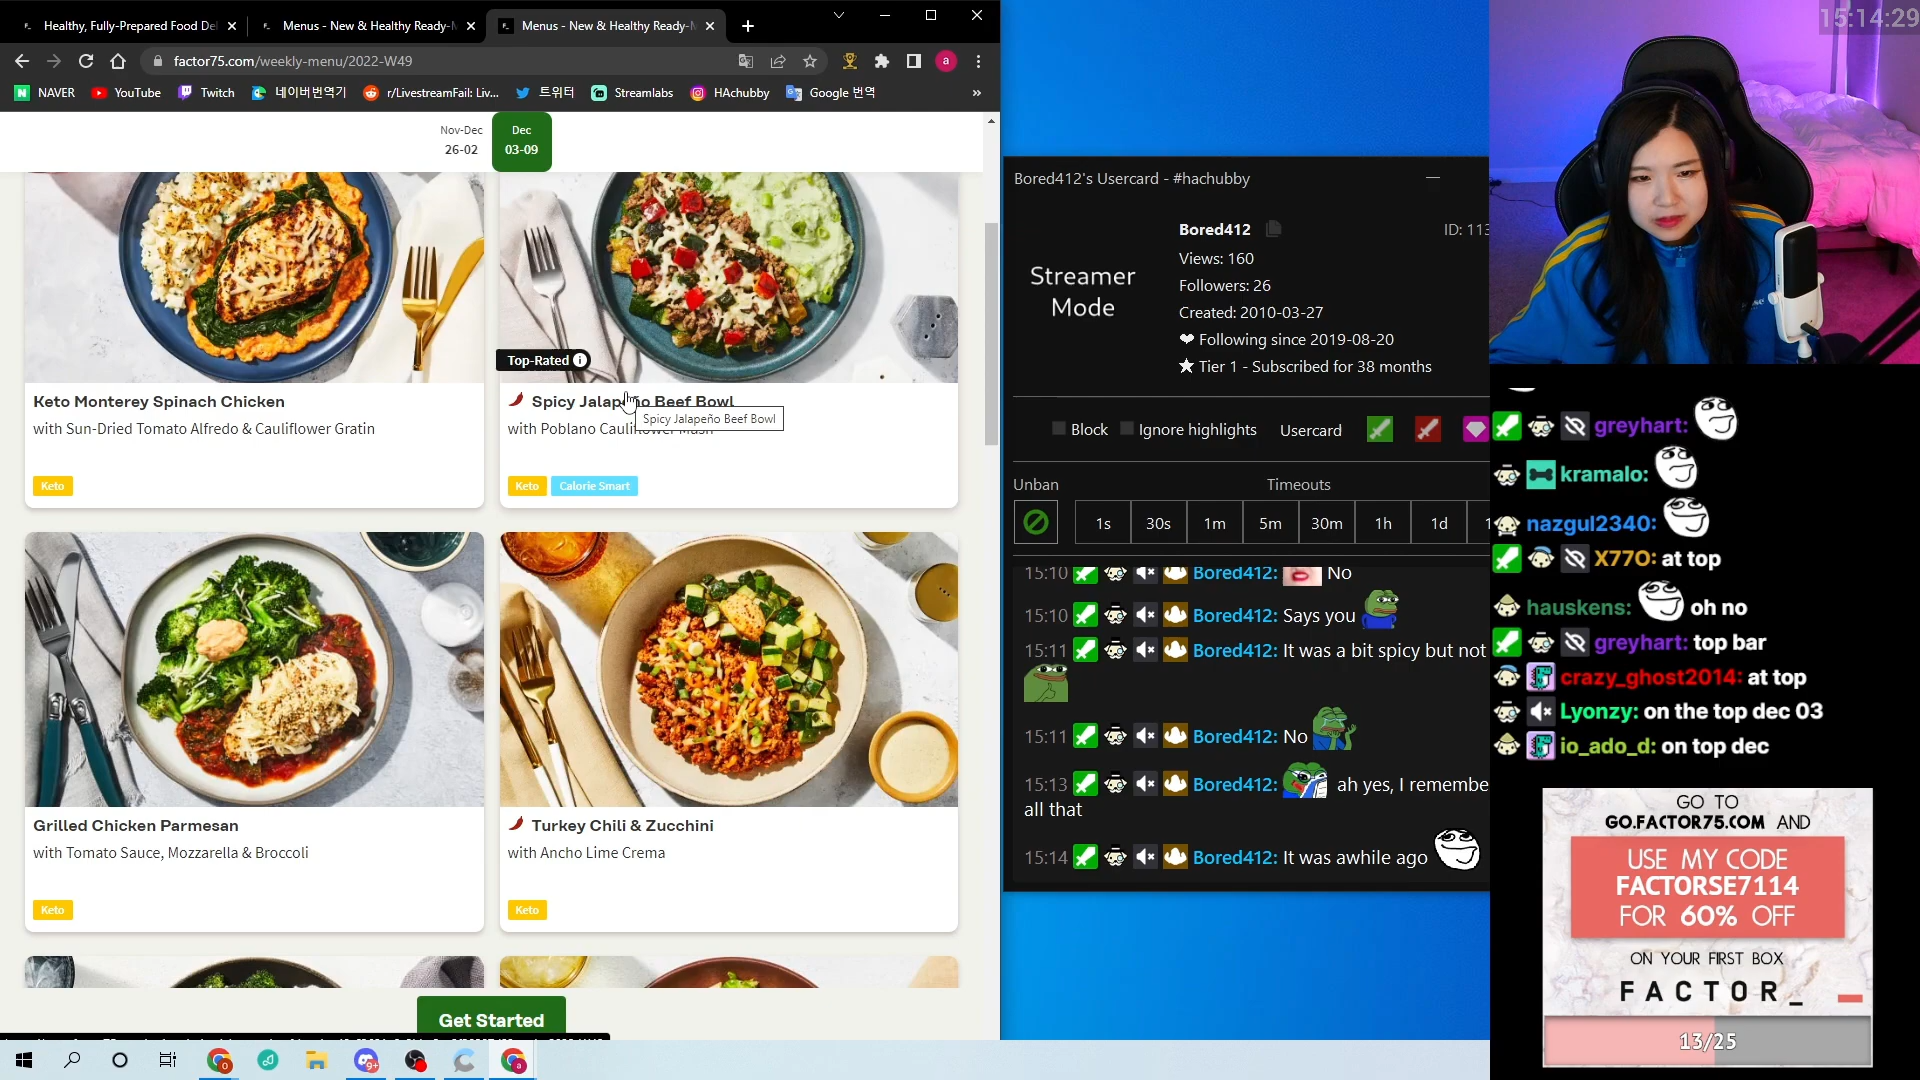 Healthy, Fully-Prepared Food De
Menus - New & Healthy Ready-M
Menus - New & Healthy Ready-M
factor75.com/weekly-menu/2022-W49
NAVER
YouTube
Twitch
네이버번역기
r/LivestreamFail: Liv...
트위터
Streamlabs
HAchubby
Google 번역
»
Nov-Dec
26-02
Dec
03-09
Top-Rated
Keto Monterey Spinach Chicken
with Sun-Dried Tomato Alfredo & Cauliflower Gratin
Keto
Spicy Jalapeño Beef Bowl
Spicy Jalapeño Beef Bowl
with Poblano Cauliflower Mash
Keto
Calorie Smart
Grilled Chicken Parmesan
with Tomato Sauce, Mozzarella & Broccoli
Keto
Turkey Chili & Zucchini
with Ancho Lime Crema
Keto
Get Started
Bored412's Usercard - #hachubby
Streamer
Mode
Bored412
ID: 113
Views: 160
Followers: 26
Created: 2010-03-27
Following since 2019-08-20
Tier 1 - Subscribed for 38 months
Block
Ignore highlights
Usercard
Unban
Timeouts
1s
30s
1m
5m
30m
1h
1d
15:10 Bored412: No
15:10 Bored412: Says you
15:11 Bored412: It was a bit spicy but not
15:11 Bored412: No
15:13 Bored412: ah yes, I remembe
all that
15:14 Bored412: It was awhile ago
15:14:29
greyhart:
kramalo:
nazgul2340:
X77O: at top
hauskens: oh no
greyhart: top bar
crazy_ghost2014: at top
Lyonzy: on the top dec 03
io_ado_d: on top dec
GO TO
GO.FACTOR75.COM AND
USE MY CODE
FACTORSE7114
FOR 60% OFF
ON YOUR FIRST BOX
FACTOR_
13/25